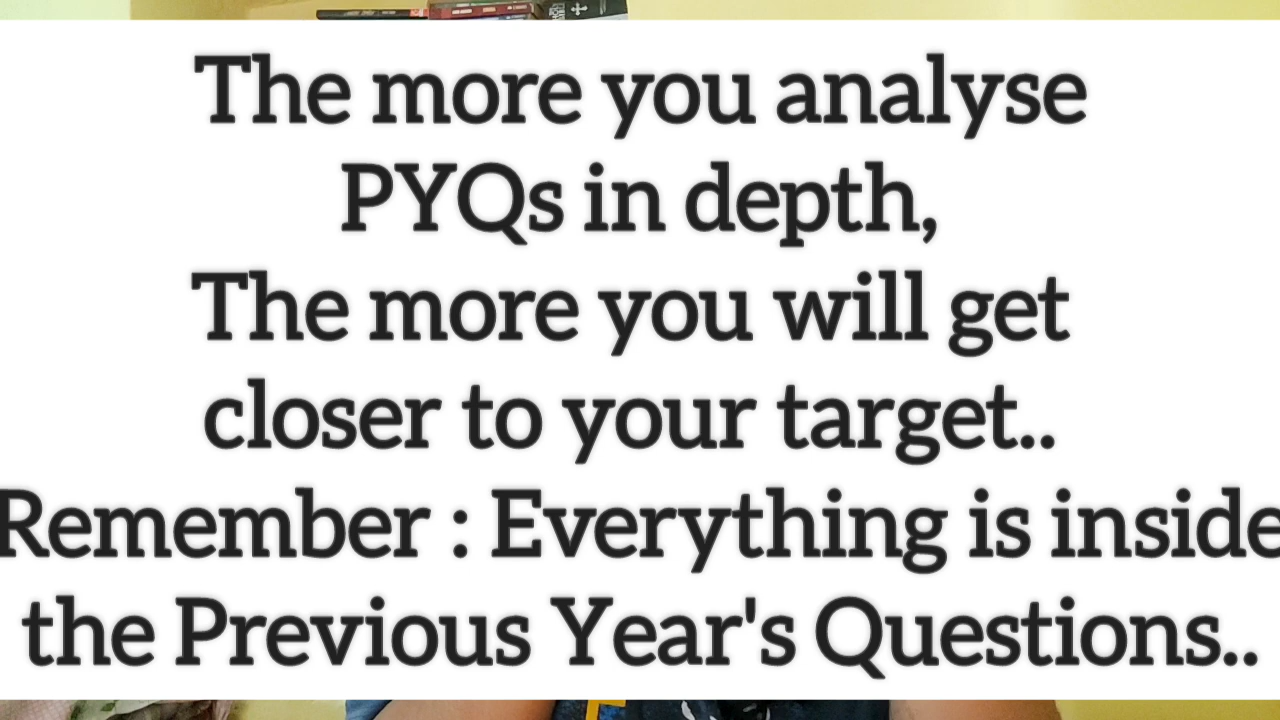 The more you analyse
PYQs in depth,
The more you will get
closer to your target..
Remember : Everything is inside
the Previous Year's Questions..